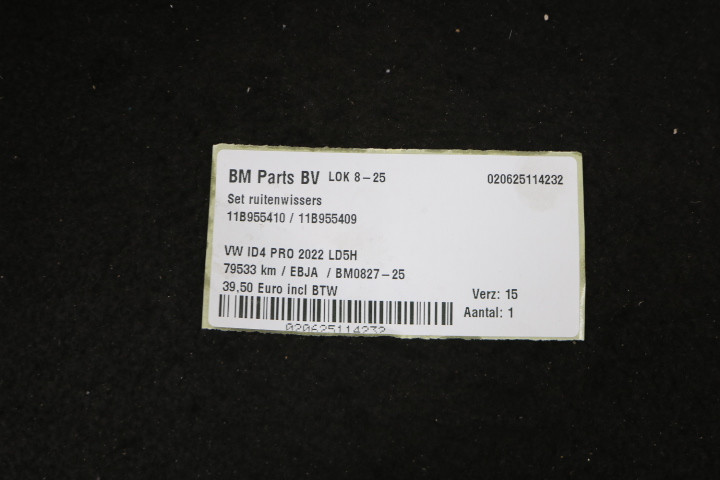 BM Parts BV LOK 8-25 020625114232
Set ruitenwissers
11B955410 / 11B955409
VW ID4 PRO 2022 LD5H
79533 km / EBJA / BM0827-25
39,50 Euro incl BTW
Verz: 15
Aantal: 1
020625114232